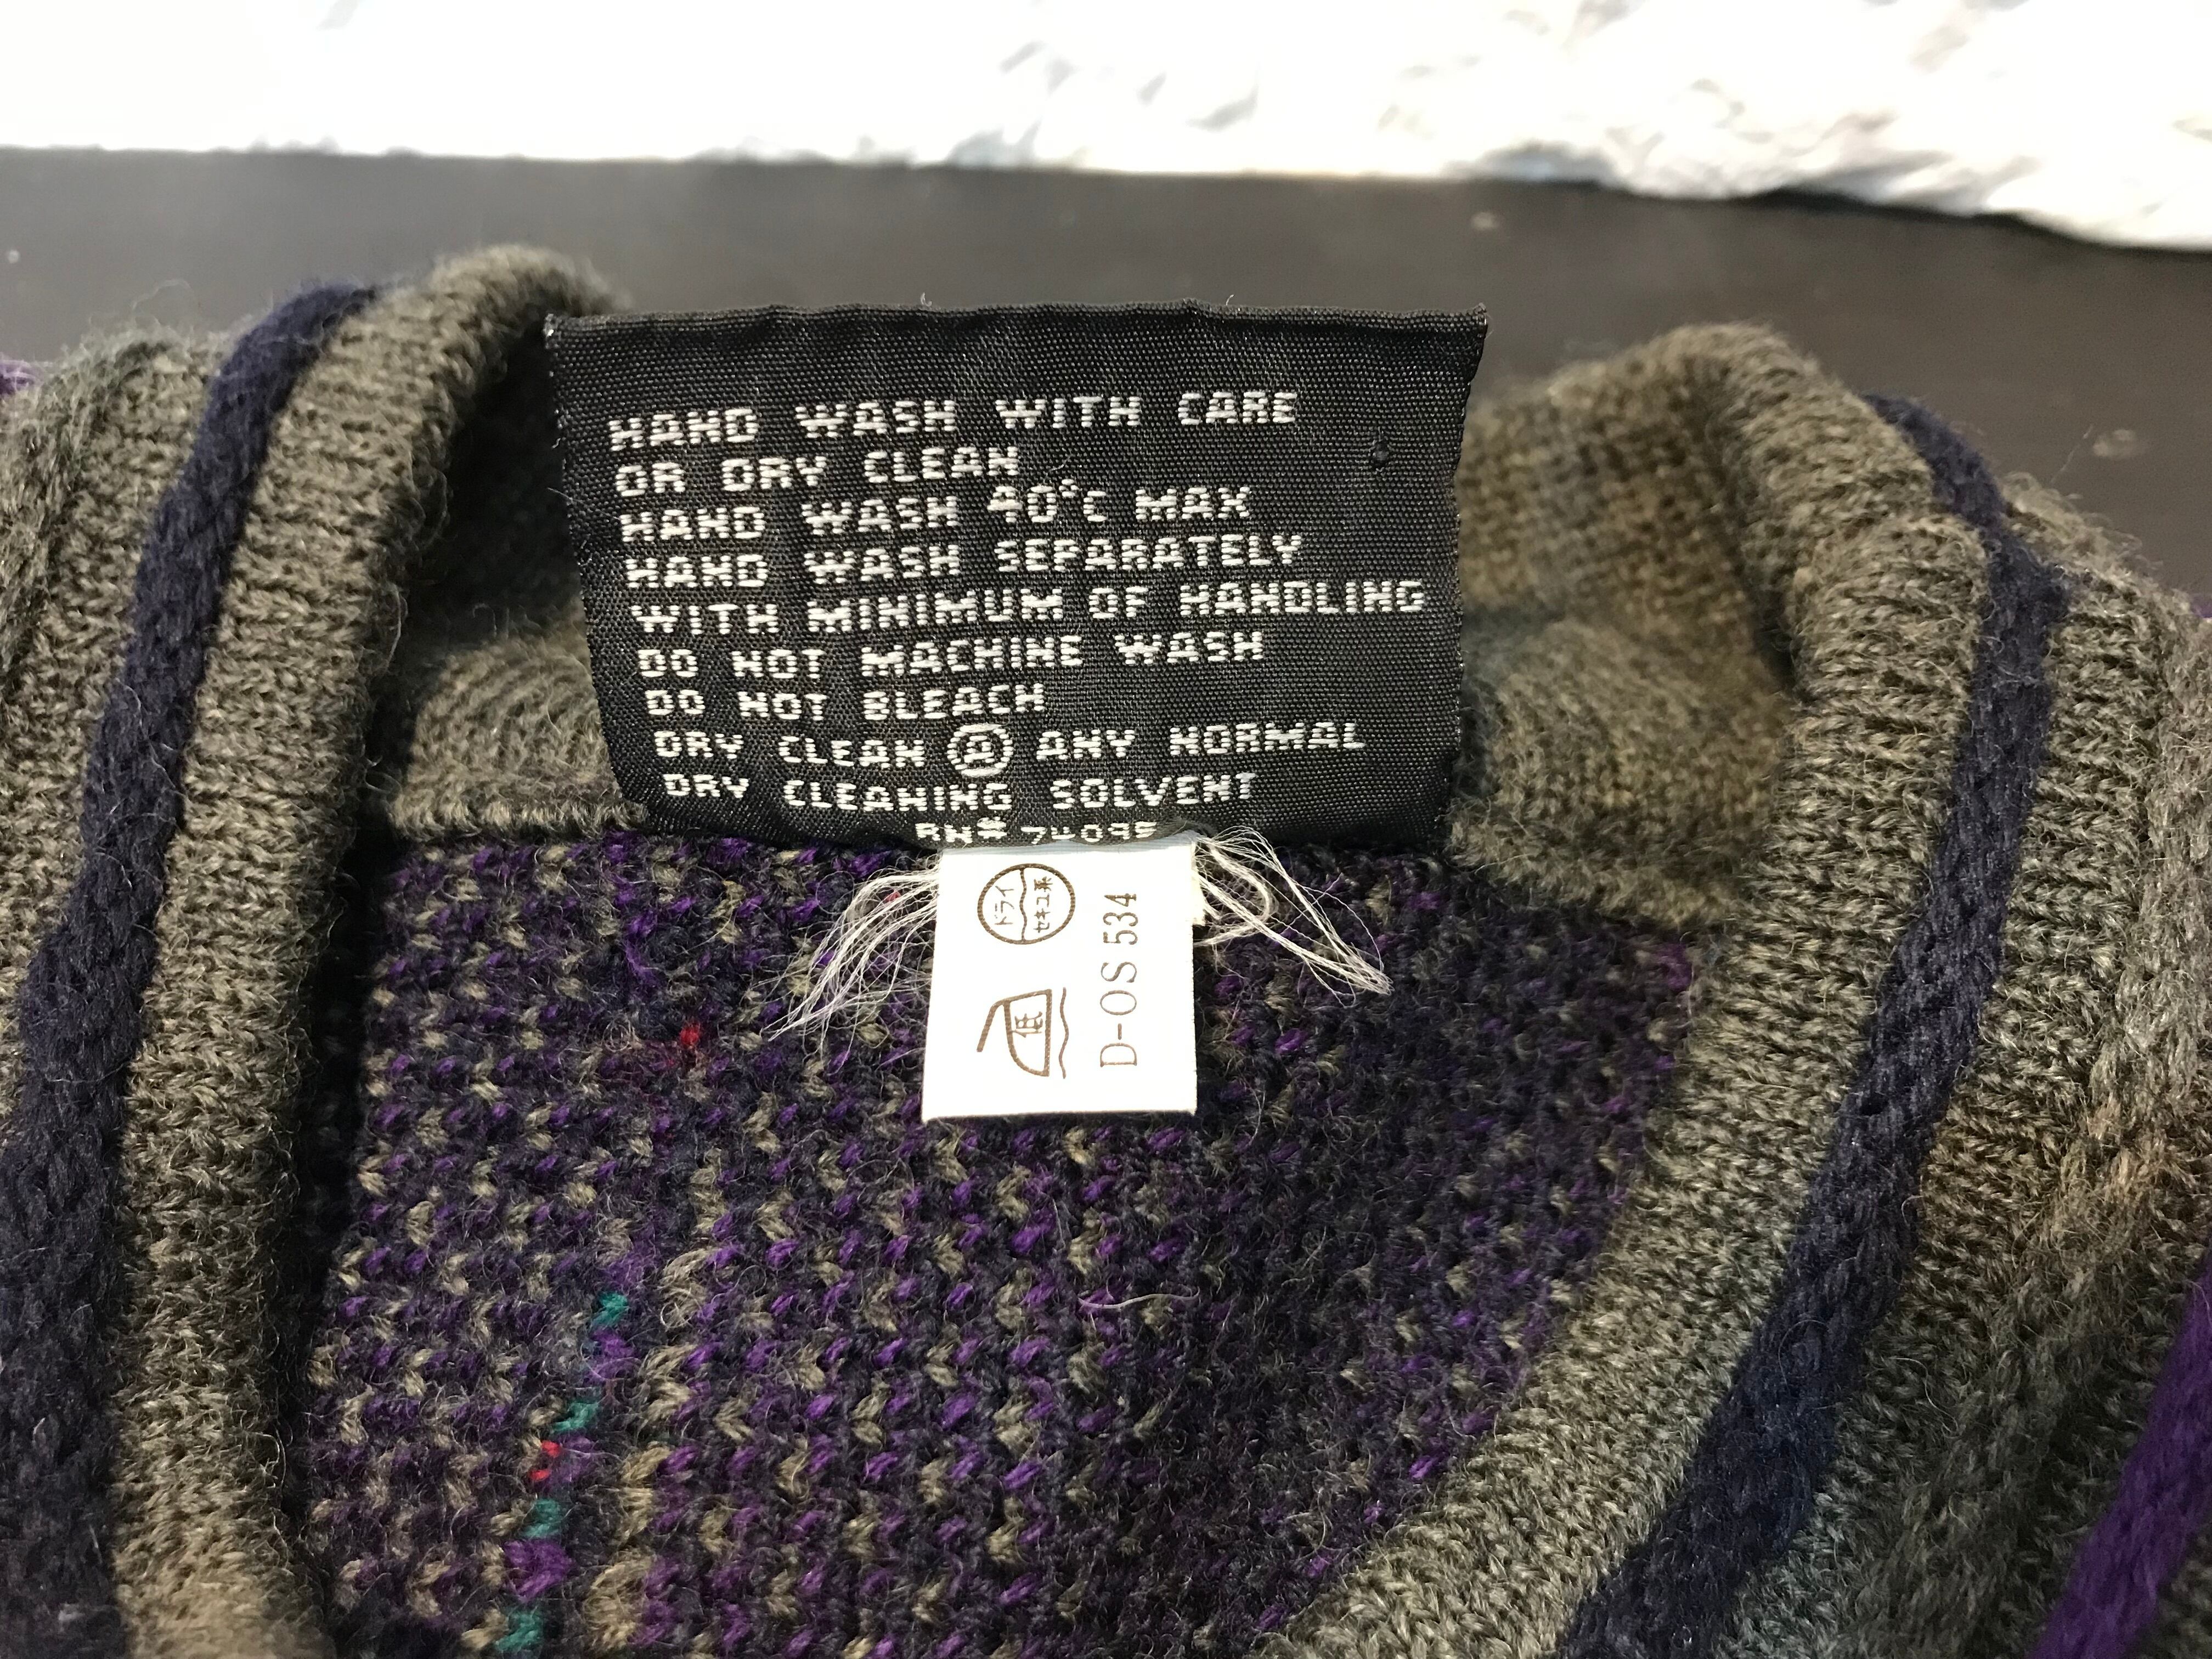 HAND WASH WITH CARE
OR DRY CLEAN
HAND WASH 40°C MAX
HAND WASH SEPARATELY
WITH MINIMUM OF HANDLING
DO NOT MACHINE WASH
DO NOT BLEACH
DRY CLEAN Ⓐ ANY NORMAL
DRY CLEANING SOLVENT
RN# 74095
ドライ
セキユ系
低
D-OS 534